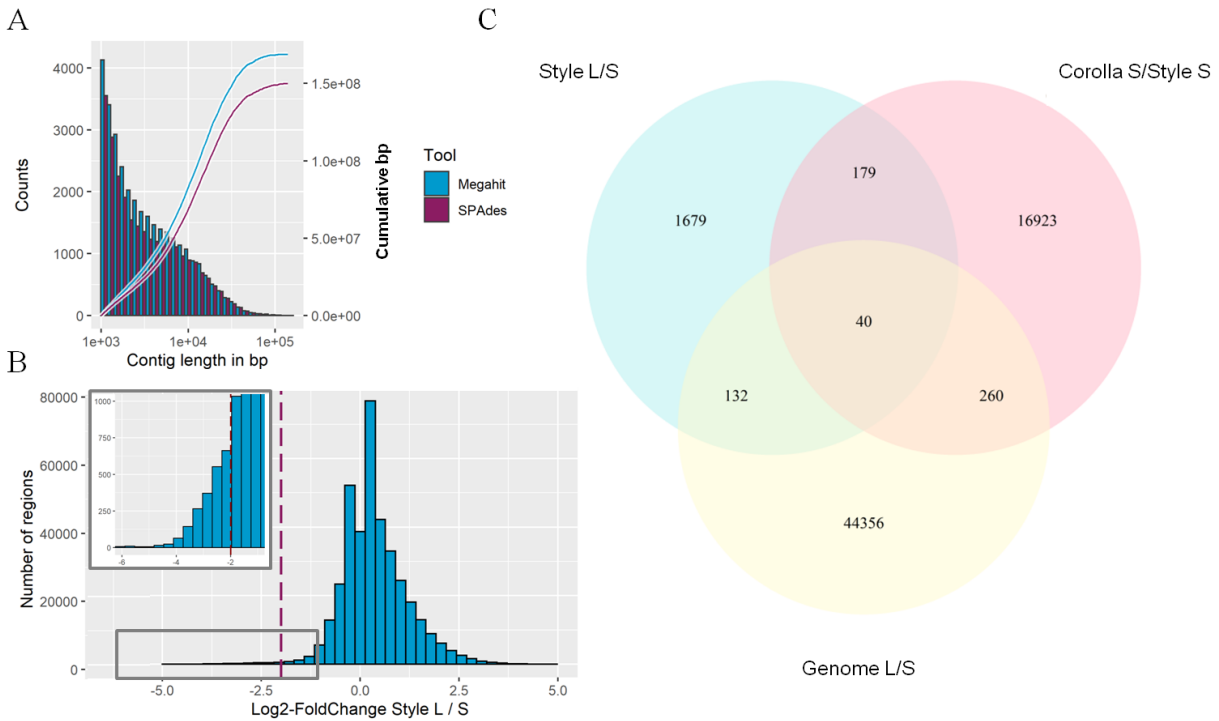 A
4000
3000
2000
1000
0
Counts
1.5e+08
1.0e+08
5.0e+07
0.0e+00
Cumulative bp
1e+03
1e+04
1e+05
Contig length in bp
Tool
Megahit
SPAdes
B
80000
60000
40000
20000
0
Number of regions
1000
750
500
250
0
-6
-4
-2
-5.0
-2.5
0.0
2.5
5.0
Log2-FoldChange Style L / S
C
Style L/S
Corolla S/Style S
179
1679
16923
40
132
260
44356
Genome L/S